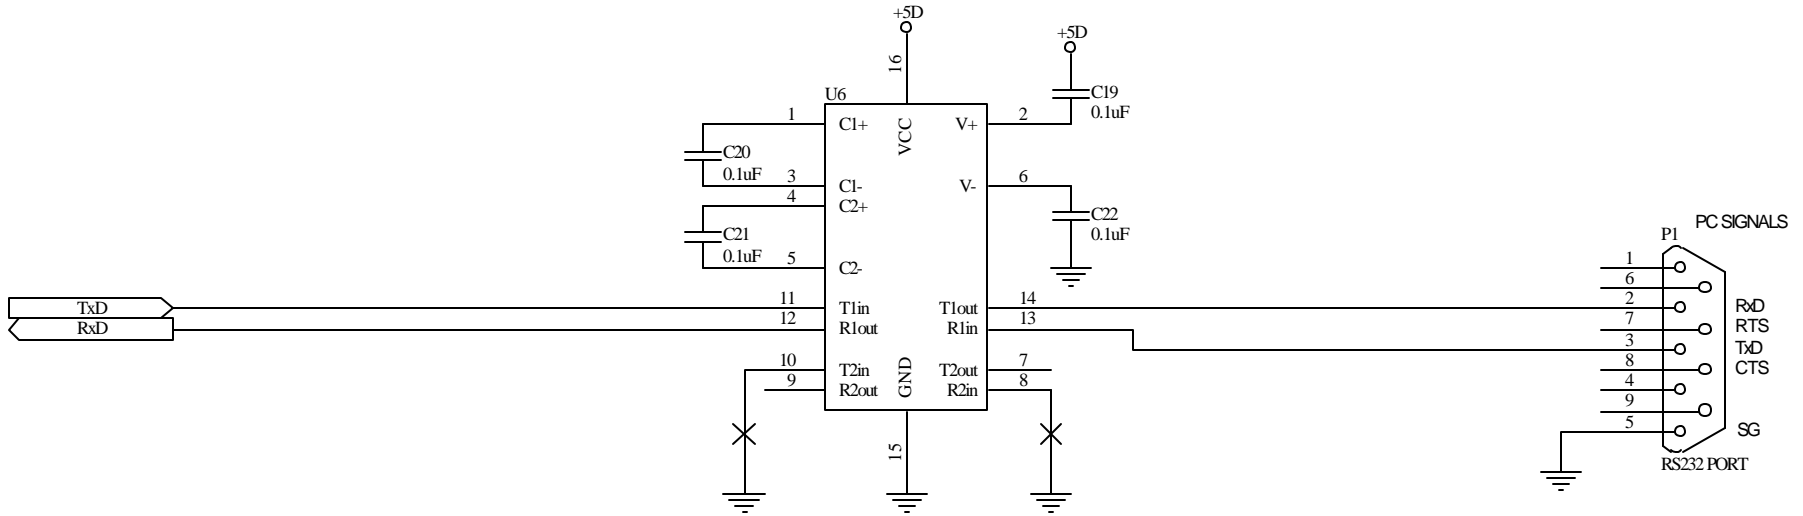 +5D
+5D
16
U6
C19
0.1uF
1
C1+
VCC
V+
2
C20
0.1uF
3
C1-
V-
6
4
C2+
C21
0.1uF
5
C2-
C22
0.1uF
PC SIGNALS
P1
1
6
TxD
11
T1in
T1out
14
2
RxD
RxD
12
R1out
R1in
13
7
RTS
3
TxD
10
T2in
GND
T2out
7
8
CTS
9
R2out
R2in
8
4
9
5
SG
15
RS232 PORT